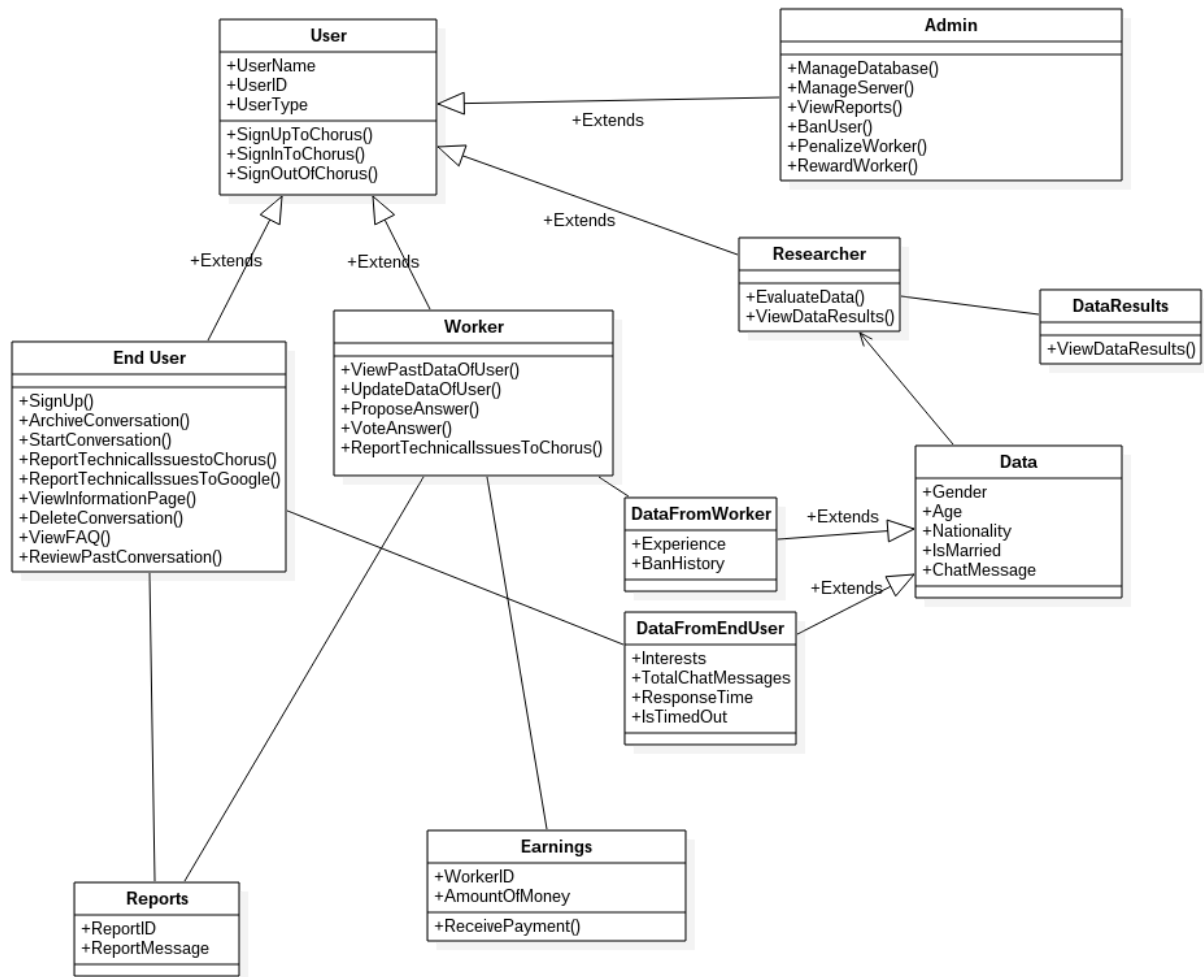 User
+UserName
+UserID
+UserType
+SignUpToChorus()
+SignInToChorus()
+SignOutOfChorus()
Admin
+ManageDatabase()
+ManageServer()
+ViewReports()
+BanUser()
+PenalizeWorker()
+RewardWorker()
+Extends
+Extends
+Extends
+Extends
Researcher
+EvaluateData()
+ViewDataResults()
DataResults
+ViewDataResults()
End User
+SignUp()
+ArchiveConversation()
+StartConversation()
+ReportTechnicalIssuestoChorus()
+ReportTechnicalIssuesToGoogle()
+ViewInformationPage()
+DeleteConversation()
+ViewFAQ()
+ReviewPastConversation()
Worker
+ViewPastDataOfUser()
+UpdateDataOfUser()
+ProposeAnswer()
+VoteAnswer()
+ReportTechnicalIssuesToChorus()
Data
+Gender
+Age
+Nationality
+IsMarried
+ChatMessage
DataFromWorker
+Experience
+BanHistory
+Extends
+Extends
DataFromEndUser
+Interests
+TotalChatMessages
+ResponseTime
+IsTimedOut
Earnings
+WorkerID
+AmountOfMoney
+ReceivePayment()
Reports
+ReportID
+ReportMessage